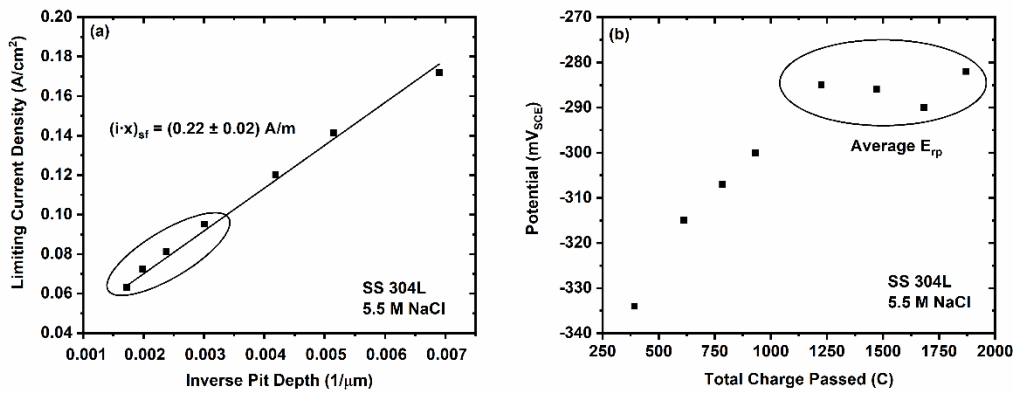 (a)
Limiting Current Density (A/cm²)
0.20
0.18
0.16
0.14
0.12
0.10
0.08
0.06
0.04
(i·x)sf = (0.22 ± 0.02) A/m
SS 304L
5.5 M NaCl
0.001 0.002 0.003 0.004 0.005 0.006 0.007
Inverse Pit Depth (1/μm)
(b)
Potential (mVSCE)
-270
-280
-290
-300
-310
-320
-330
-340
Average Erp
SS 304L
5.5 M NaCl
250 500 750 1000 1250 1500 1750 2000
Total Charge Passed (C)